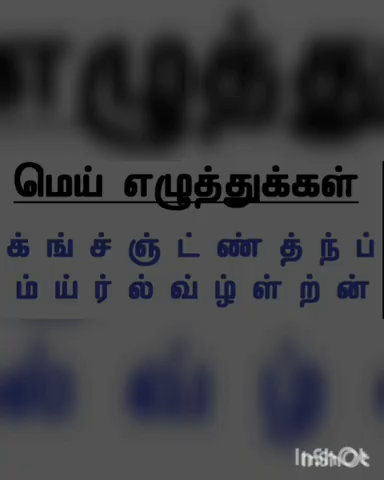 மெய் எழுத்துக்கள்
க் ங் ச் ஞ் ட் ண் த் ந் ப்
ம் ய் ர் ல் வ் ழ் ள் ற் ன்
InShOt